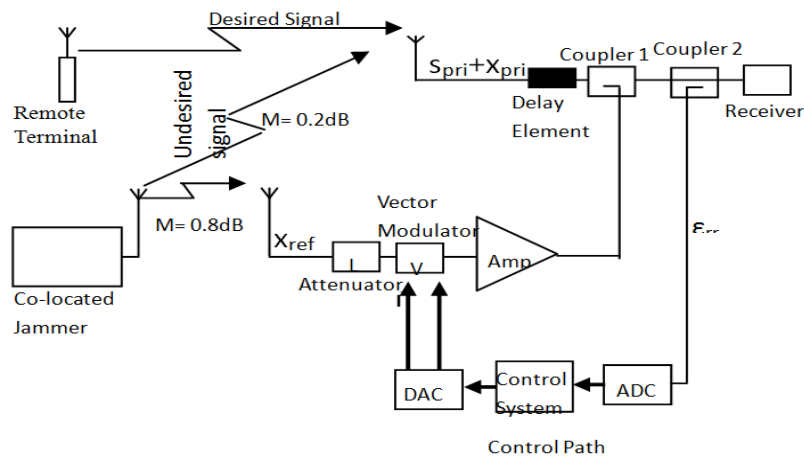 Desired Signal
Coupler 1
Coupler 2
Spri+Xpri
Remote
Terminal
Undesired
signal
M= 0.2dB
Delay
Element
Receiver
Vector
Modulator
M= 0.8dB
Xref
εrr
L
V
Amp
Attenuator
r
Co-located
Jammer
DAC
Control
System
ADC
Control Path